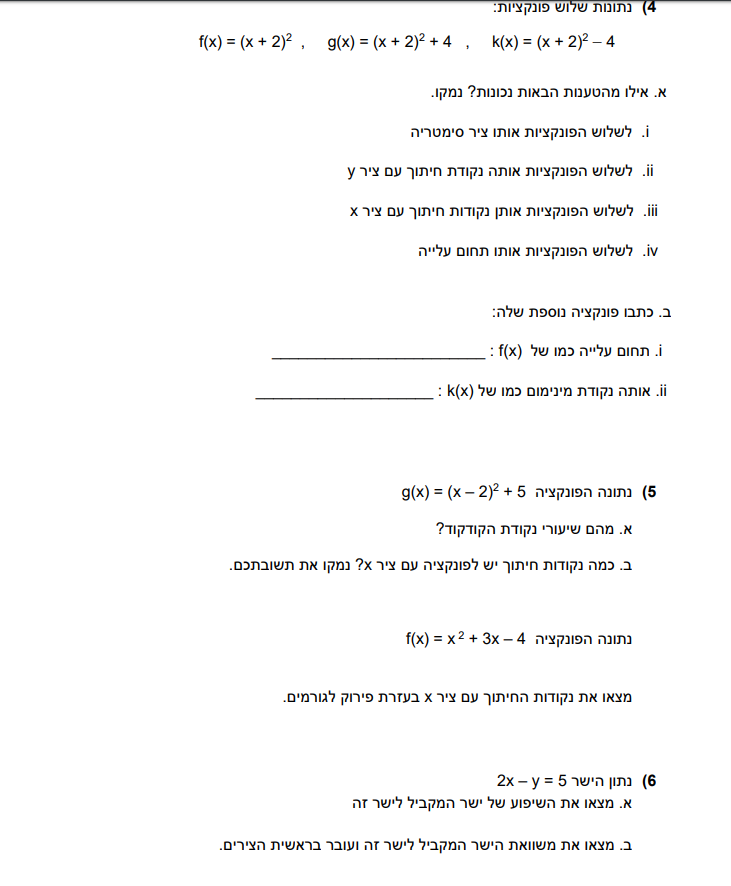 4) נתונות שלוש פונקציות:
f(x) = (x + 2)² , g(x) = (x + 2)² + 4 , k(x) = (x + 2)² – 4
א. אילו מהטענות הבאות נכונות? נמקו.
i. לשלוש הפונקציות אותו ציר סימטריה
ii. לשלוש הפונקציות אותה נקודת חיתוך עם ציר y
iii. לשלוש הפונקציות אותן נקודות חיתוך עם ציר x
iv. לשלוש הפונקציות אותו תחום עלייה
ב. כתבו פונקציה נוספת שלה:
i. תחום עלייה כמו של f(x) : _________________________
ii. אותה נקודת מינימום כמו של k(x) : _____________________
5) נתונה הפונקציה g(x) = (x – 2)² + 5
א. מהם שיעורי נקודת הקודקוד?
ב. כמה נקודות חיתוך יש לפונקציה עם ציר x? נמקו את תשובתכם.
נתונה הפונקציה f(x) = x² + 3x – 4
מצאו את נקודות החיתוך עם ציר x בעזרת פירוק לגורמים.
6) נתון הישר 2x – y = 5
א. מצאו את השיפוע של ישר המקביל לישר זה
ב. מצאו את משוואת הישר המקביל לישר זה ועובר בראשית הצירים.